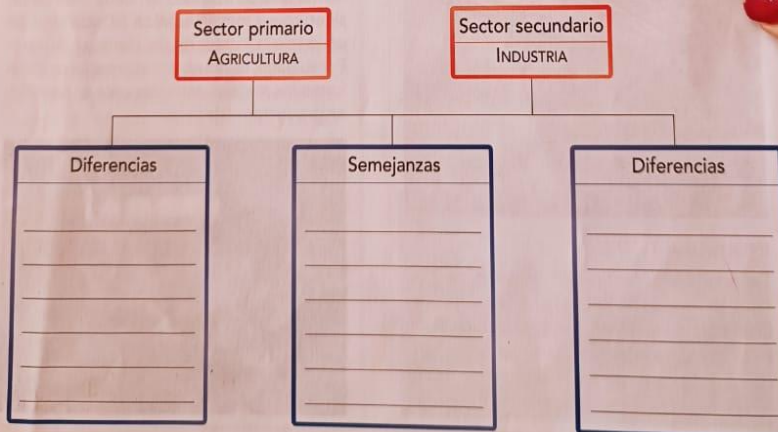 Sector primario
AGRICULTURA
Sector secundario
INDUSTRIA
Diferencias
Semejanzas
Diferencias